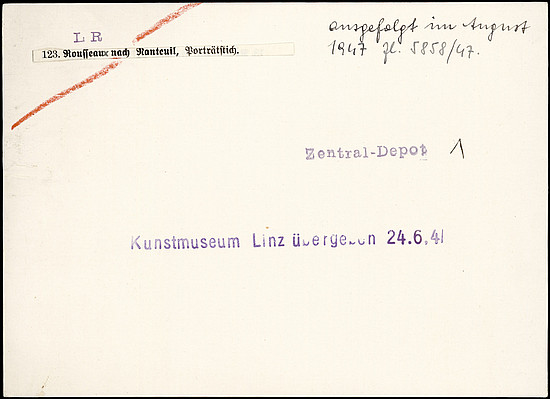 LR
123. Rousseau nach Nanteuil, Porträtstich.
ausgefolgt im August
1947 Zl. 5858/47.
Zentral-Depot 1
Kunstmuseum Linz übergeben 24.6.41